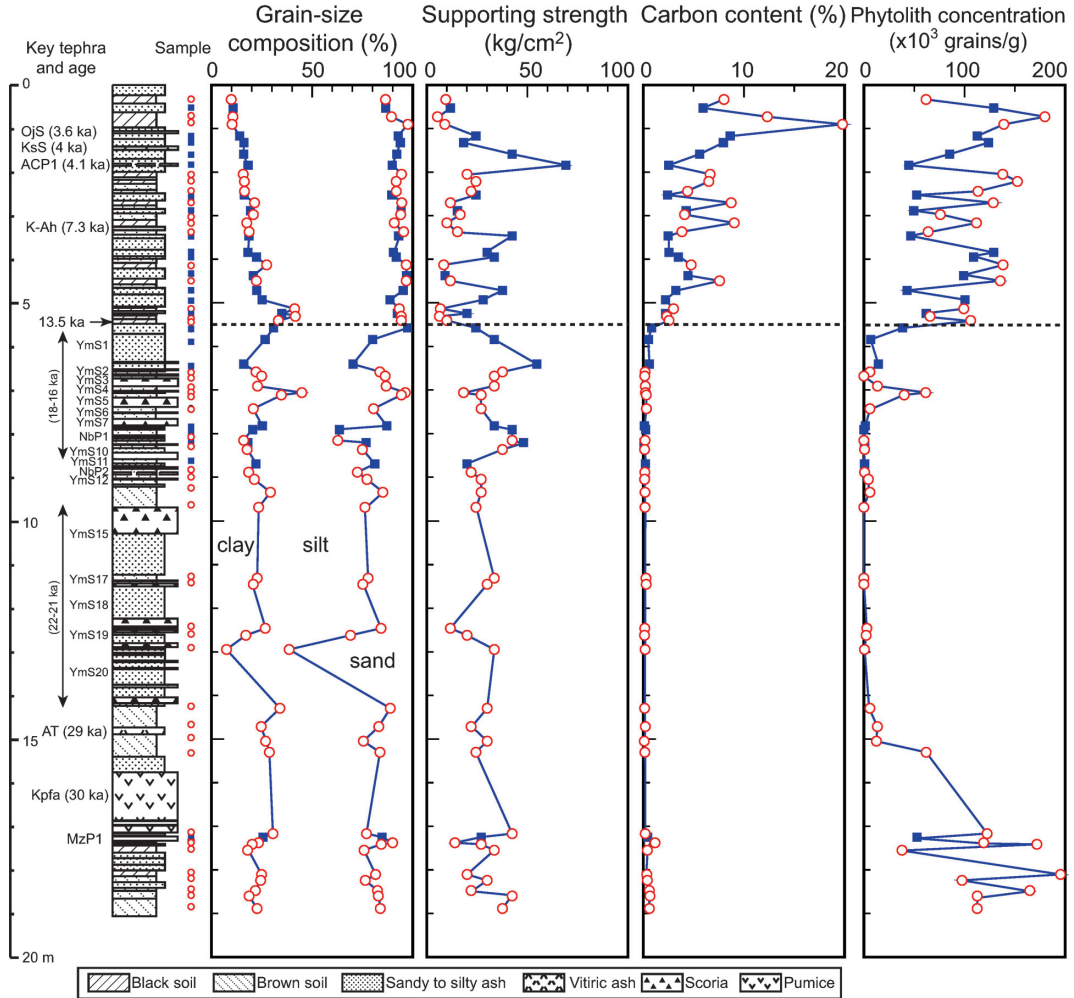 Key tephra
and age
Sample
Grain-size
composition (%)
Supporting strength
(kg/cm2)
Carbon content (%)
Phytolith concentration
(x10³ grains/g)
0 50 100
0 50 100
0 10 20
0 100 200
0
OjS (3.6 ka)
KsS (4 ka)
ACP1 (4.1 ka)
K-Ah (7.3 ka)
5
13.5 ka
YmS1
(18-16 ka)
YmS2
YmS3
YmS4
YmS5
YmS6
YmS7
NbP1
YmS10
YmS11
NbP2
YmS12
10
YmS15
(22-21 ka)
YmS17
YmS18
YmS19
YmS20
clay
silt
sand
AT (29 ka)
15
Kpfa (30 ka)
MzP1
20 m
Black soil
Brown soil
Sandy to silty ash
Vitiric ash
Scoria
Pumice